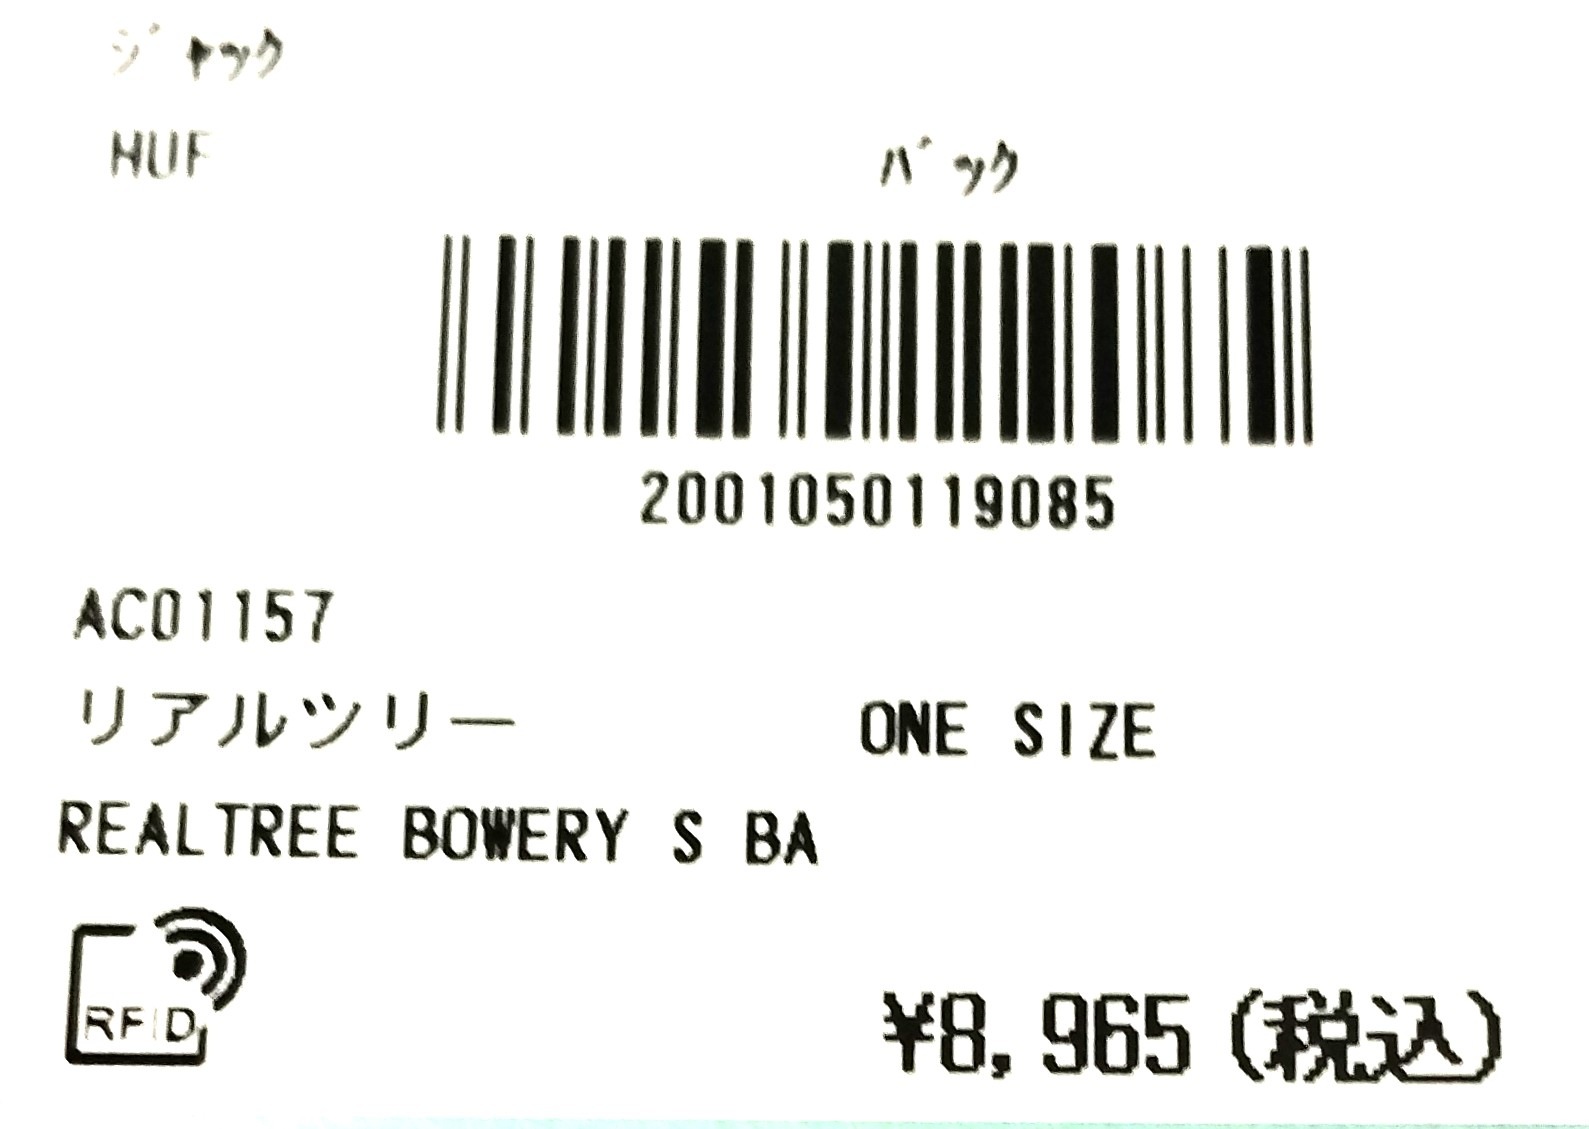 ジャック
HUF
バック
2001050119085
AC01157
リアルツリー ONE SIZE
REALTREE BOWERY S BA
RFID
¥8,965(税込)